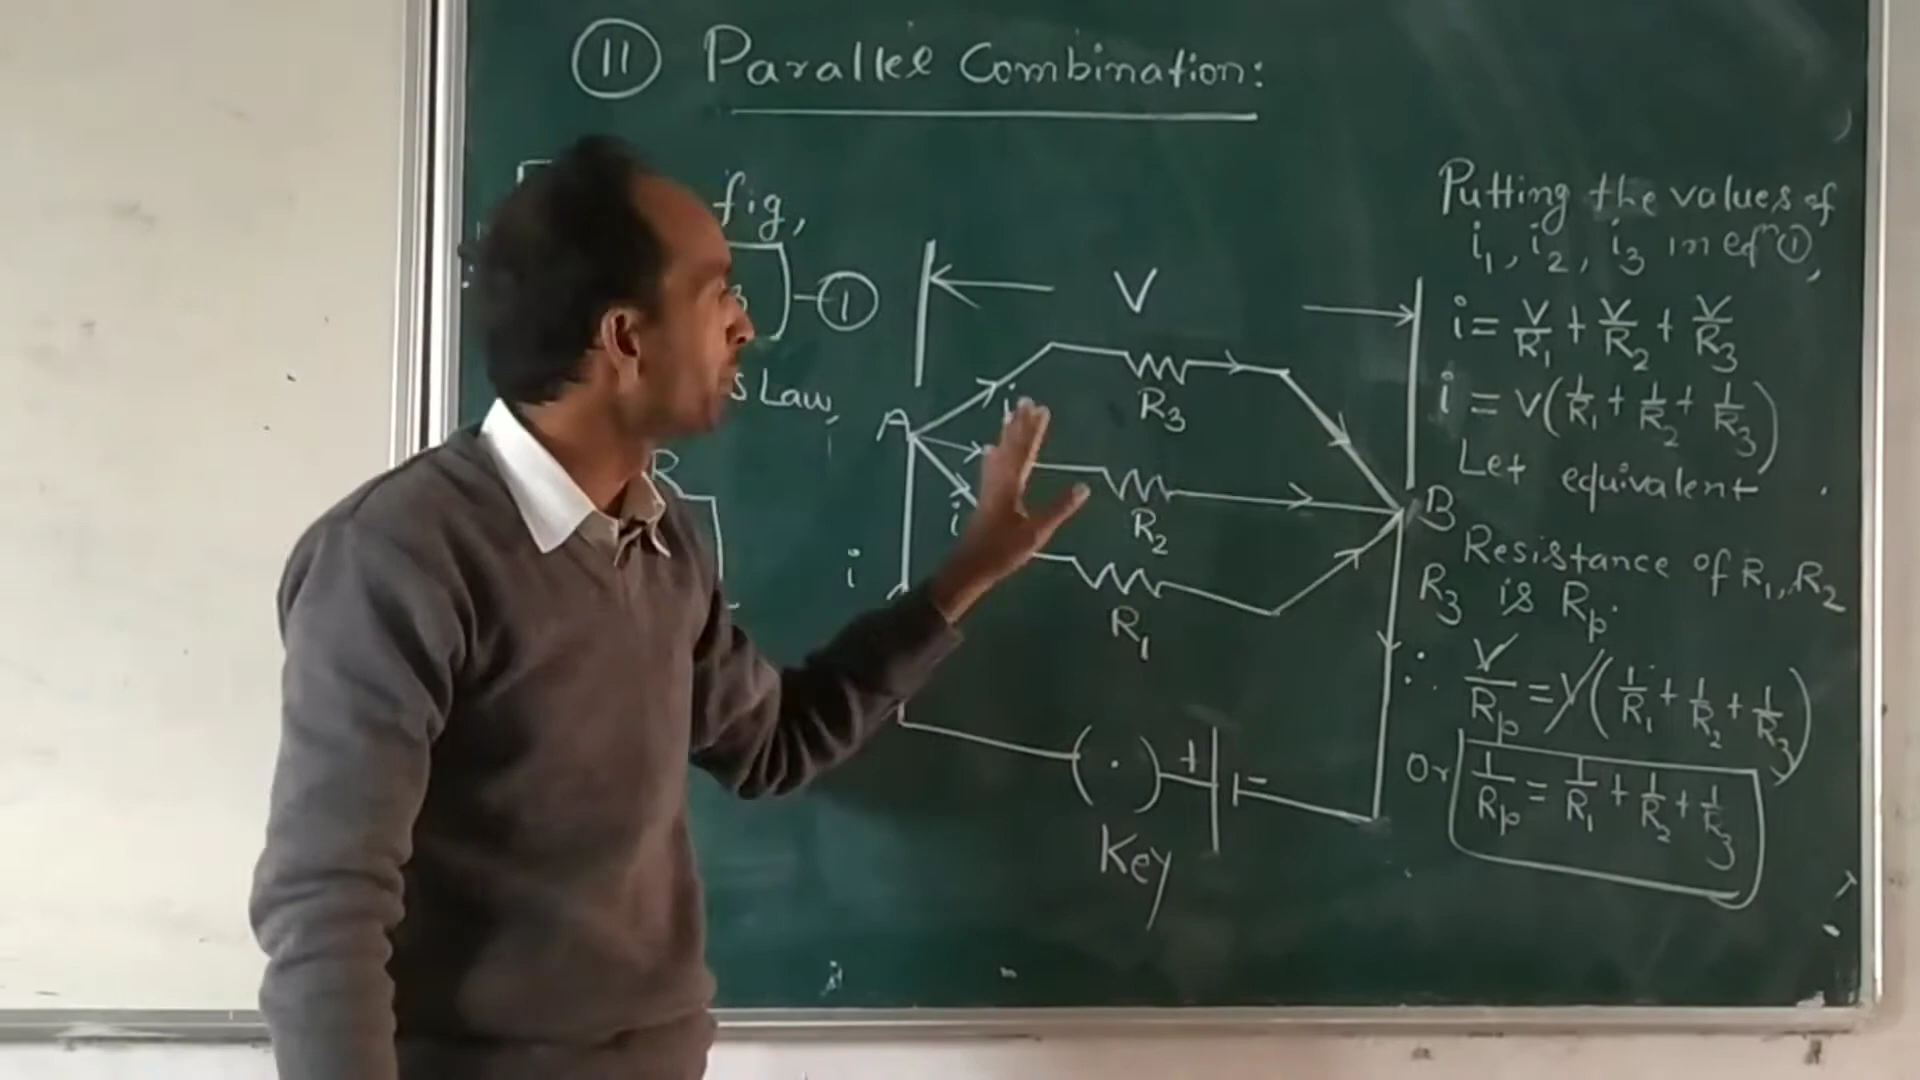 II Parallel Combination:
fig,
3 - 1
s Law,
R
V
A
i
R3
R2
i
i
R1
B
+ -
Key
Putting the values of
i1, i2, i3 in eqn 1,
i = V/R1 + V/R2 + V/R3
i = V(1/R1 + 1/R2 + 1/R3)
Let equivalent
Resistance of R1, R2
R3 is Rp.
∴ V/Rp = V(1/R1 + 1/R2 + 1/R3)
Or 1/Rp = 1/R1 + 1/R2 + 1/R3